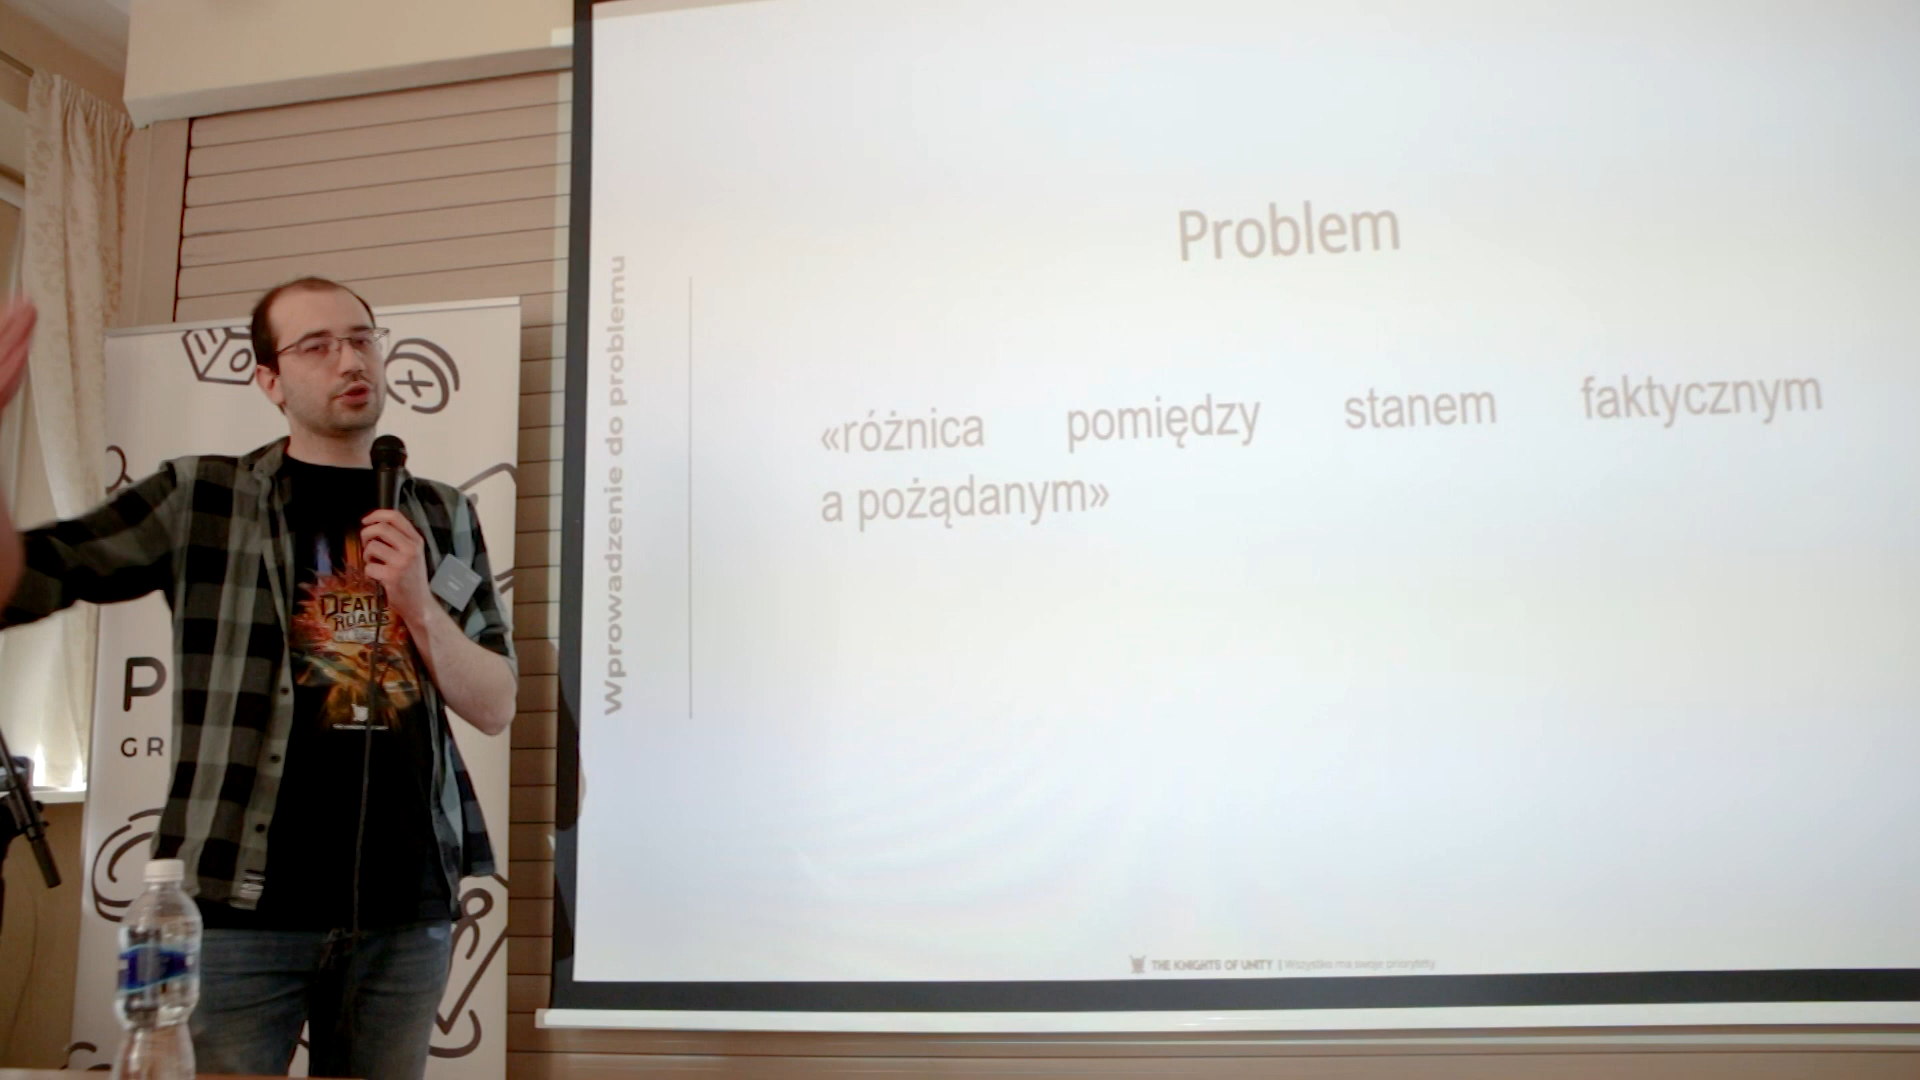 Problem
«różnica pomiędzy stanem faktycznym
a pożądanym»
Wprowadzenie do problemu
THE KNIGHTS OF UNITY | Wszystko ma swoje priorytety
DEATH
ROADS
P
GR